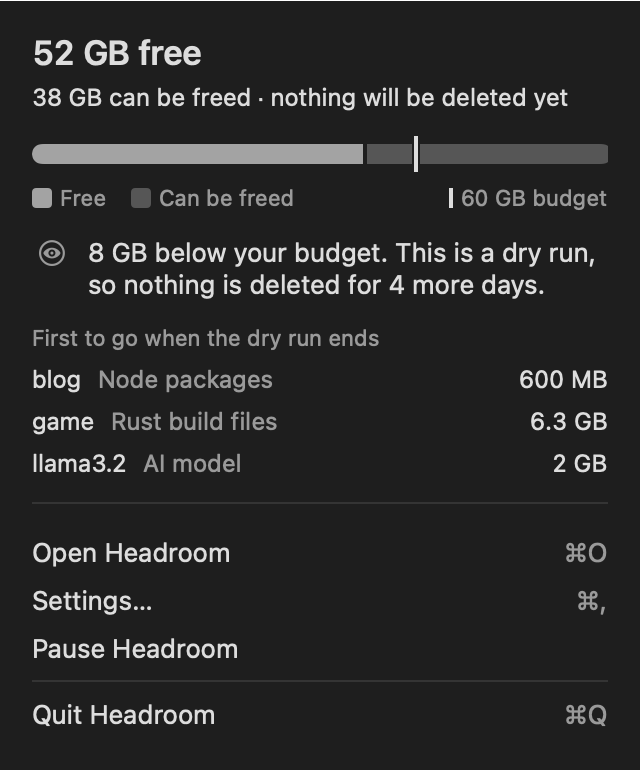 52 GB free
38 GB can be freed · nothing will be deleted yet
Free Can be freed 60 GB budget
8 GB below your budget. This is a dry run,
so nothing is deleted for 4 more days.
First to go when the dry run ends
blog Node packages 600 MB
game Rust build files 6.3 GB
llama3.2 AI model 2 GB
Open Headroom ⌘O
Settings... ⌘,
Pause Headroom
Quit Headroom ⌘Q